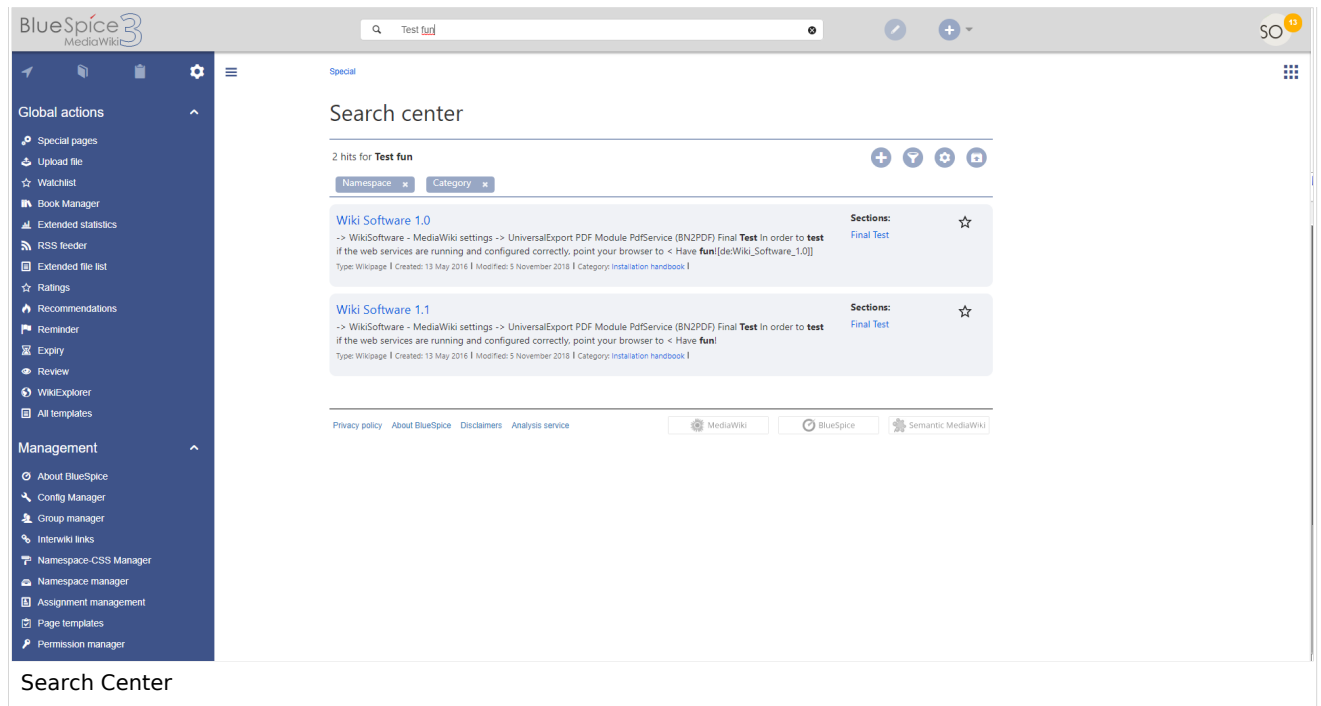 BlueSpice 3
MediaWiki
Test fun
SO
13
Special
Global actions
Special pages
Upload file
Watchlist
Book Manager
Extended statistics
RSS feeder
Extended file list
Ratings
Recommendations
Reminder
Expiry
Review
WikiExplorer
All templates
Management
About BlueSpice
Config Manager
Group manager
Interwiki links
Namespace-CSS Manager
Namespace manager
Assignment management
Page templates
Permission manager
Search center
2 hits for Test fun
Namespace x Category x
Wiki Software 1.0
-> WikiSoftware - MediaWiki settings -> UniversalExport PDF Module PdfService (BN2PDF) Final Test In order to test
if the web services are running and configured correctly, point your browser to < Have fun![de:Wiki_Software_1.0]]
Type: Wikipage | Created: 13 May 2016 | Modified: 5 November 2018 | Category: Installation handbook |
Sections:
Final Test
Wiki Software 1.1
-> WikiSoftware - MediaWiki settings -> UniversalExport PDF Module PdfService (BN2PDF) Final Test In order to test
if the web services are running and configured correctly, point your browser to < Have fun!
Type: Wikipage | Created: 13 May 2016 | Modified: 5 November 2018 | Category: Installation handbook |
Sections:
Final Test
Privacy policy About BlueSpice Disclaimers Analysis service
MediaWiki
BlueSpice
Semantic MediaWiki
Search Center